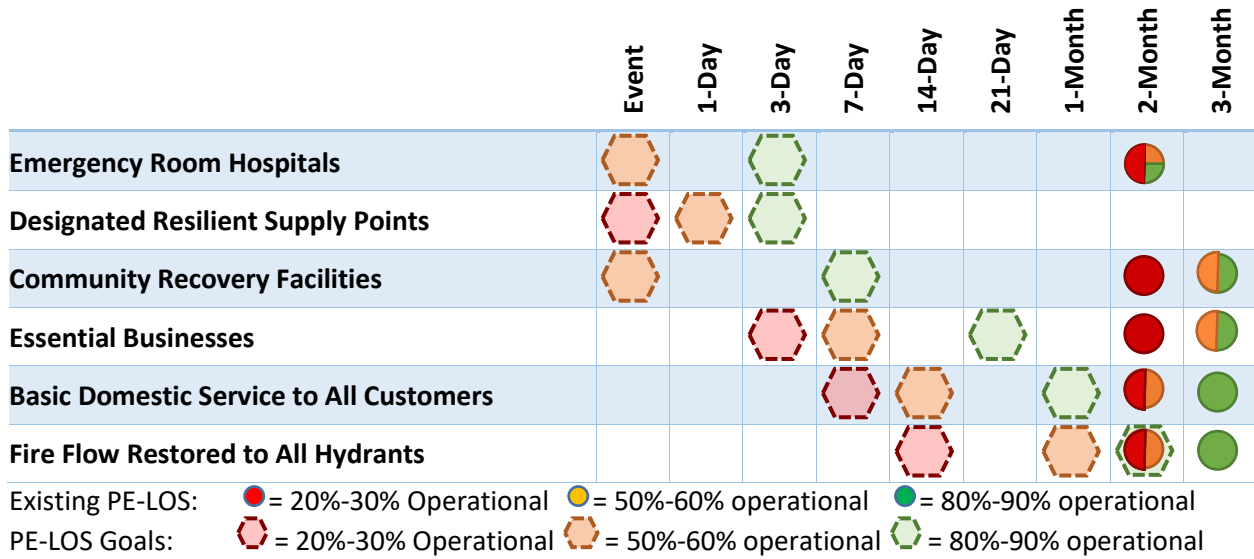 Event 1-Day 3-Day 7-Day 14-Day 21-Day 1-Month 2-Month 3-Month
Emergency Room Hospitals
Designated Resilient Supply Points
Community Recovery Facilities
Essential Businesses
Basic Domestic Service to All Customers
Fire Flow Restored to All Hydrants
Existing PE-LOS: = 20%-30% Operational = 50%-60% operational = 80%-90% operational
PE-LOS Goals: = 20%-30% Operational = 50%-60% operational = 80%-90% operational